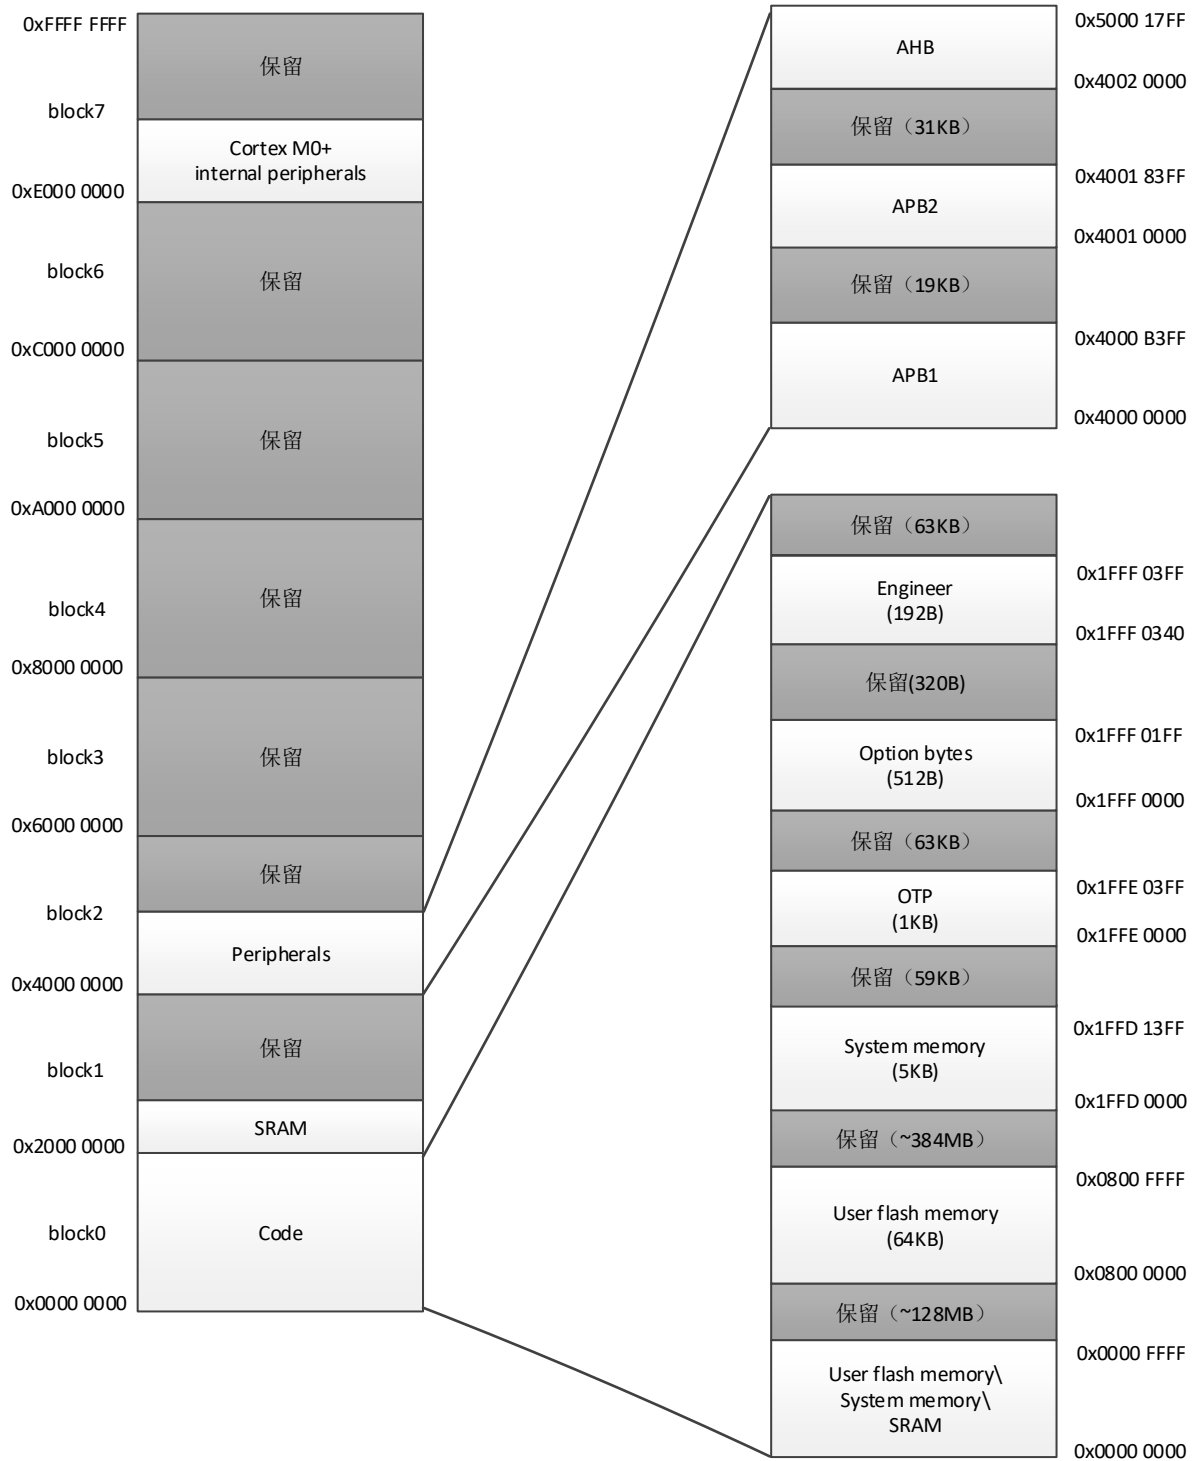 0xFFFF FFFF
保留
block7
Cortex M0+
internal peripherals
0xE000 0000
block6
保留
0xC000 0000
block5
保留
0xA000 0000
保留
block4
0x8000 0000
block3
保留
0x6000 0000
保留
block2
Peripherals
0x4000 0000
保留
block1
SRAM
0x2000 0000
block0
Code
0x0000 0000
0x5000 17FF
AHB
0x4002 0000
保留（31KB）
0x4001 83FF
APB2
0x4001 0000
保留（19KB）
0x4000 B3FF
APB1
0x4000 0000
保留（63KB）
0x1FFF 03FF
Engineer
(192B)
0x1FFF 0340
保留(320B)
0x1FFF 01FF
Option bytes
(512B)
0x1FFF 0000
保留（63KB）
0x1FFE 03FF
OTP
(1KB)
0x1FFE 0000
保留（59KB）
0x1FFD 13FF
System memory
(5KB)
0x1FFD 0000
保留（~384MB）
0x0800 FFFF
User flash memory
(64KB)
0x0800 0000
保留（~128MB）
0x0000 FFFF
User flash memory\
System memory\
SRAM
0x0000 0000